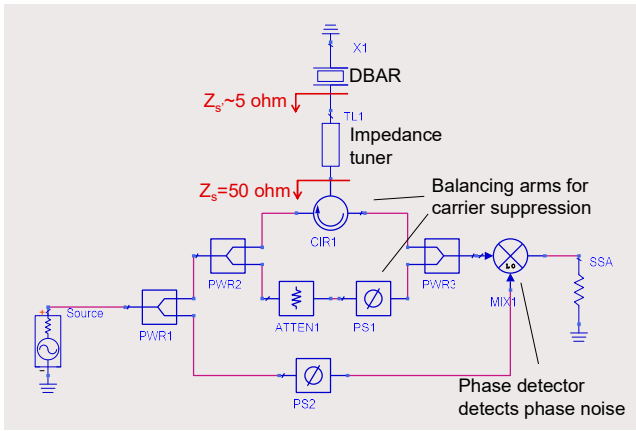 X1
DBAR
Zs'~5 ohm
TL1
Impedance
tuner
Zs=50 ohm
Balancing arms for
carrier suppression
CIR1
PWR2
PWR3
LO
SSA
Source
ATTEN1
PS1
MIX1
PWR1
PS2
Phase detector
detects phase noise